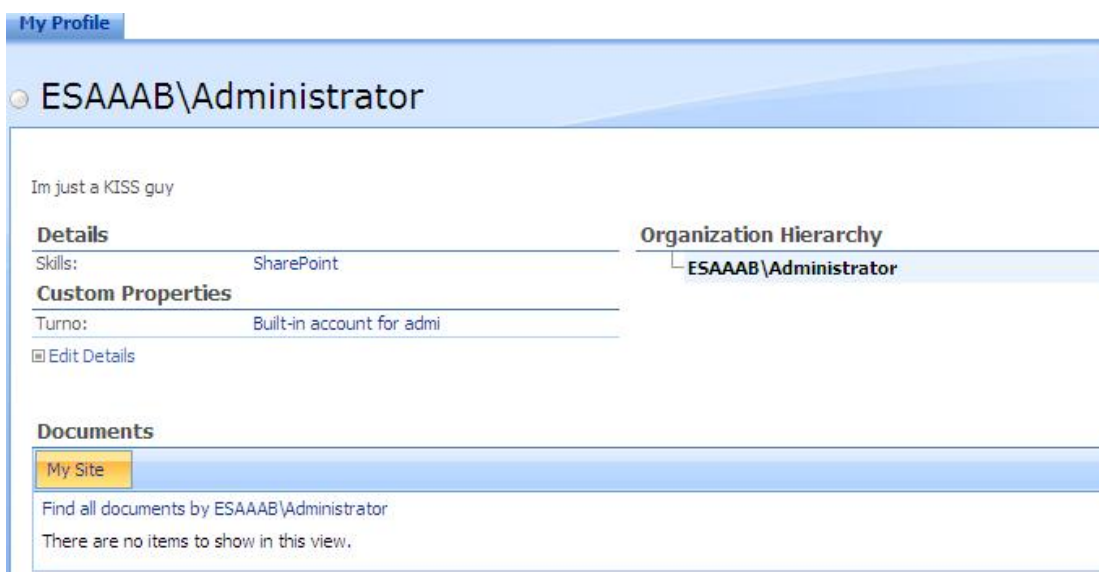 My Profile
ESAAAB\Administrator
Im just a KISS guy
Details
Skills: SharePoint
Custom Properties
Turno: Built-in account for admi
Edit Details
Organization Hierarchy
ESAAAB\Administrator
Documents
My Site
Find all documents by ESAAAB\Administrator
There are no items to show in this view.